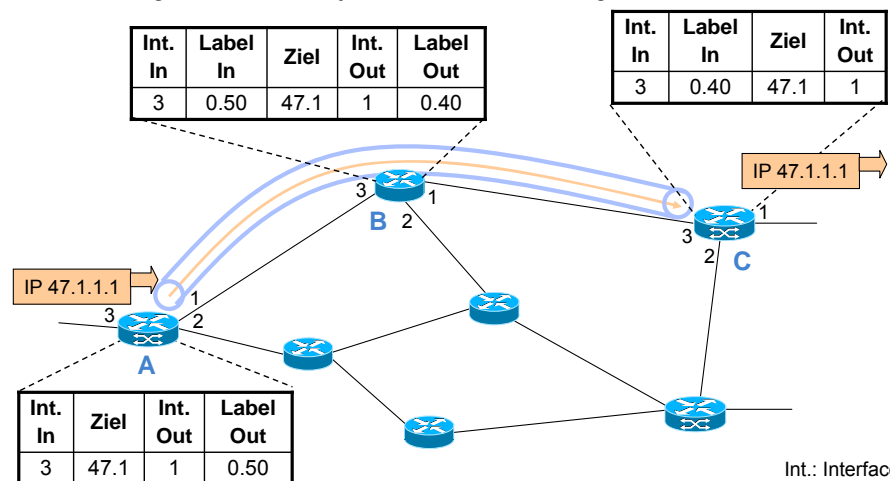 Int. In Label In Ziel Int. Out Label Out
3 0.50 47.1 1 0.40
Int. In Label In Ziel Int. Out
3 0.40 47.1 1
IP 47.1.1.1
3 1
B 2
1
3
2 C
IP 47.1.1.1
1
3 2
A
Int. In Ziel Int. Out Label Out
3 47.1 1 0.50
Int.: Interface